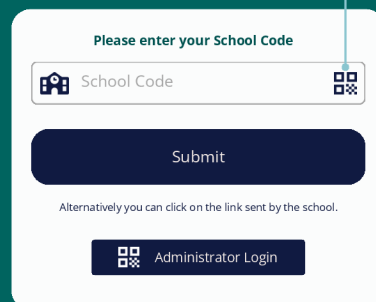 Please enter your School Code
School Code
Submit
Alternatively you can click on the link sent by the school.
Administrator Login